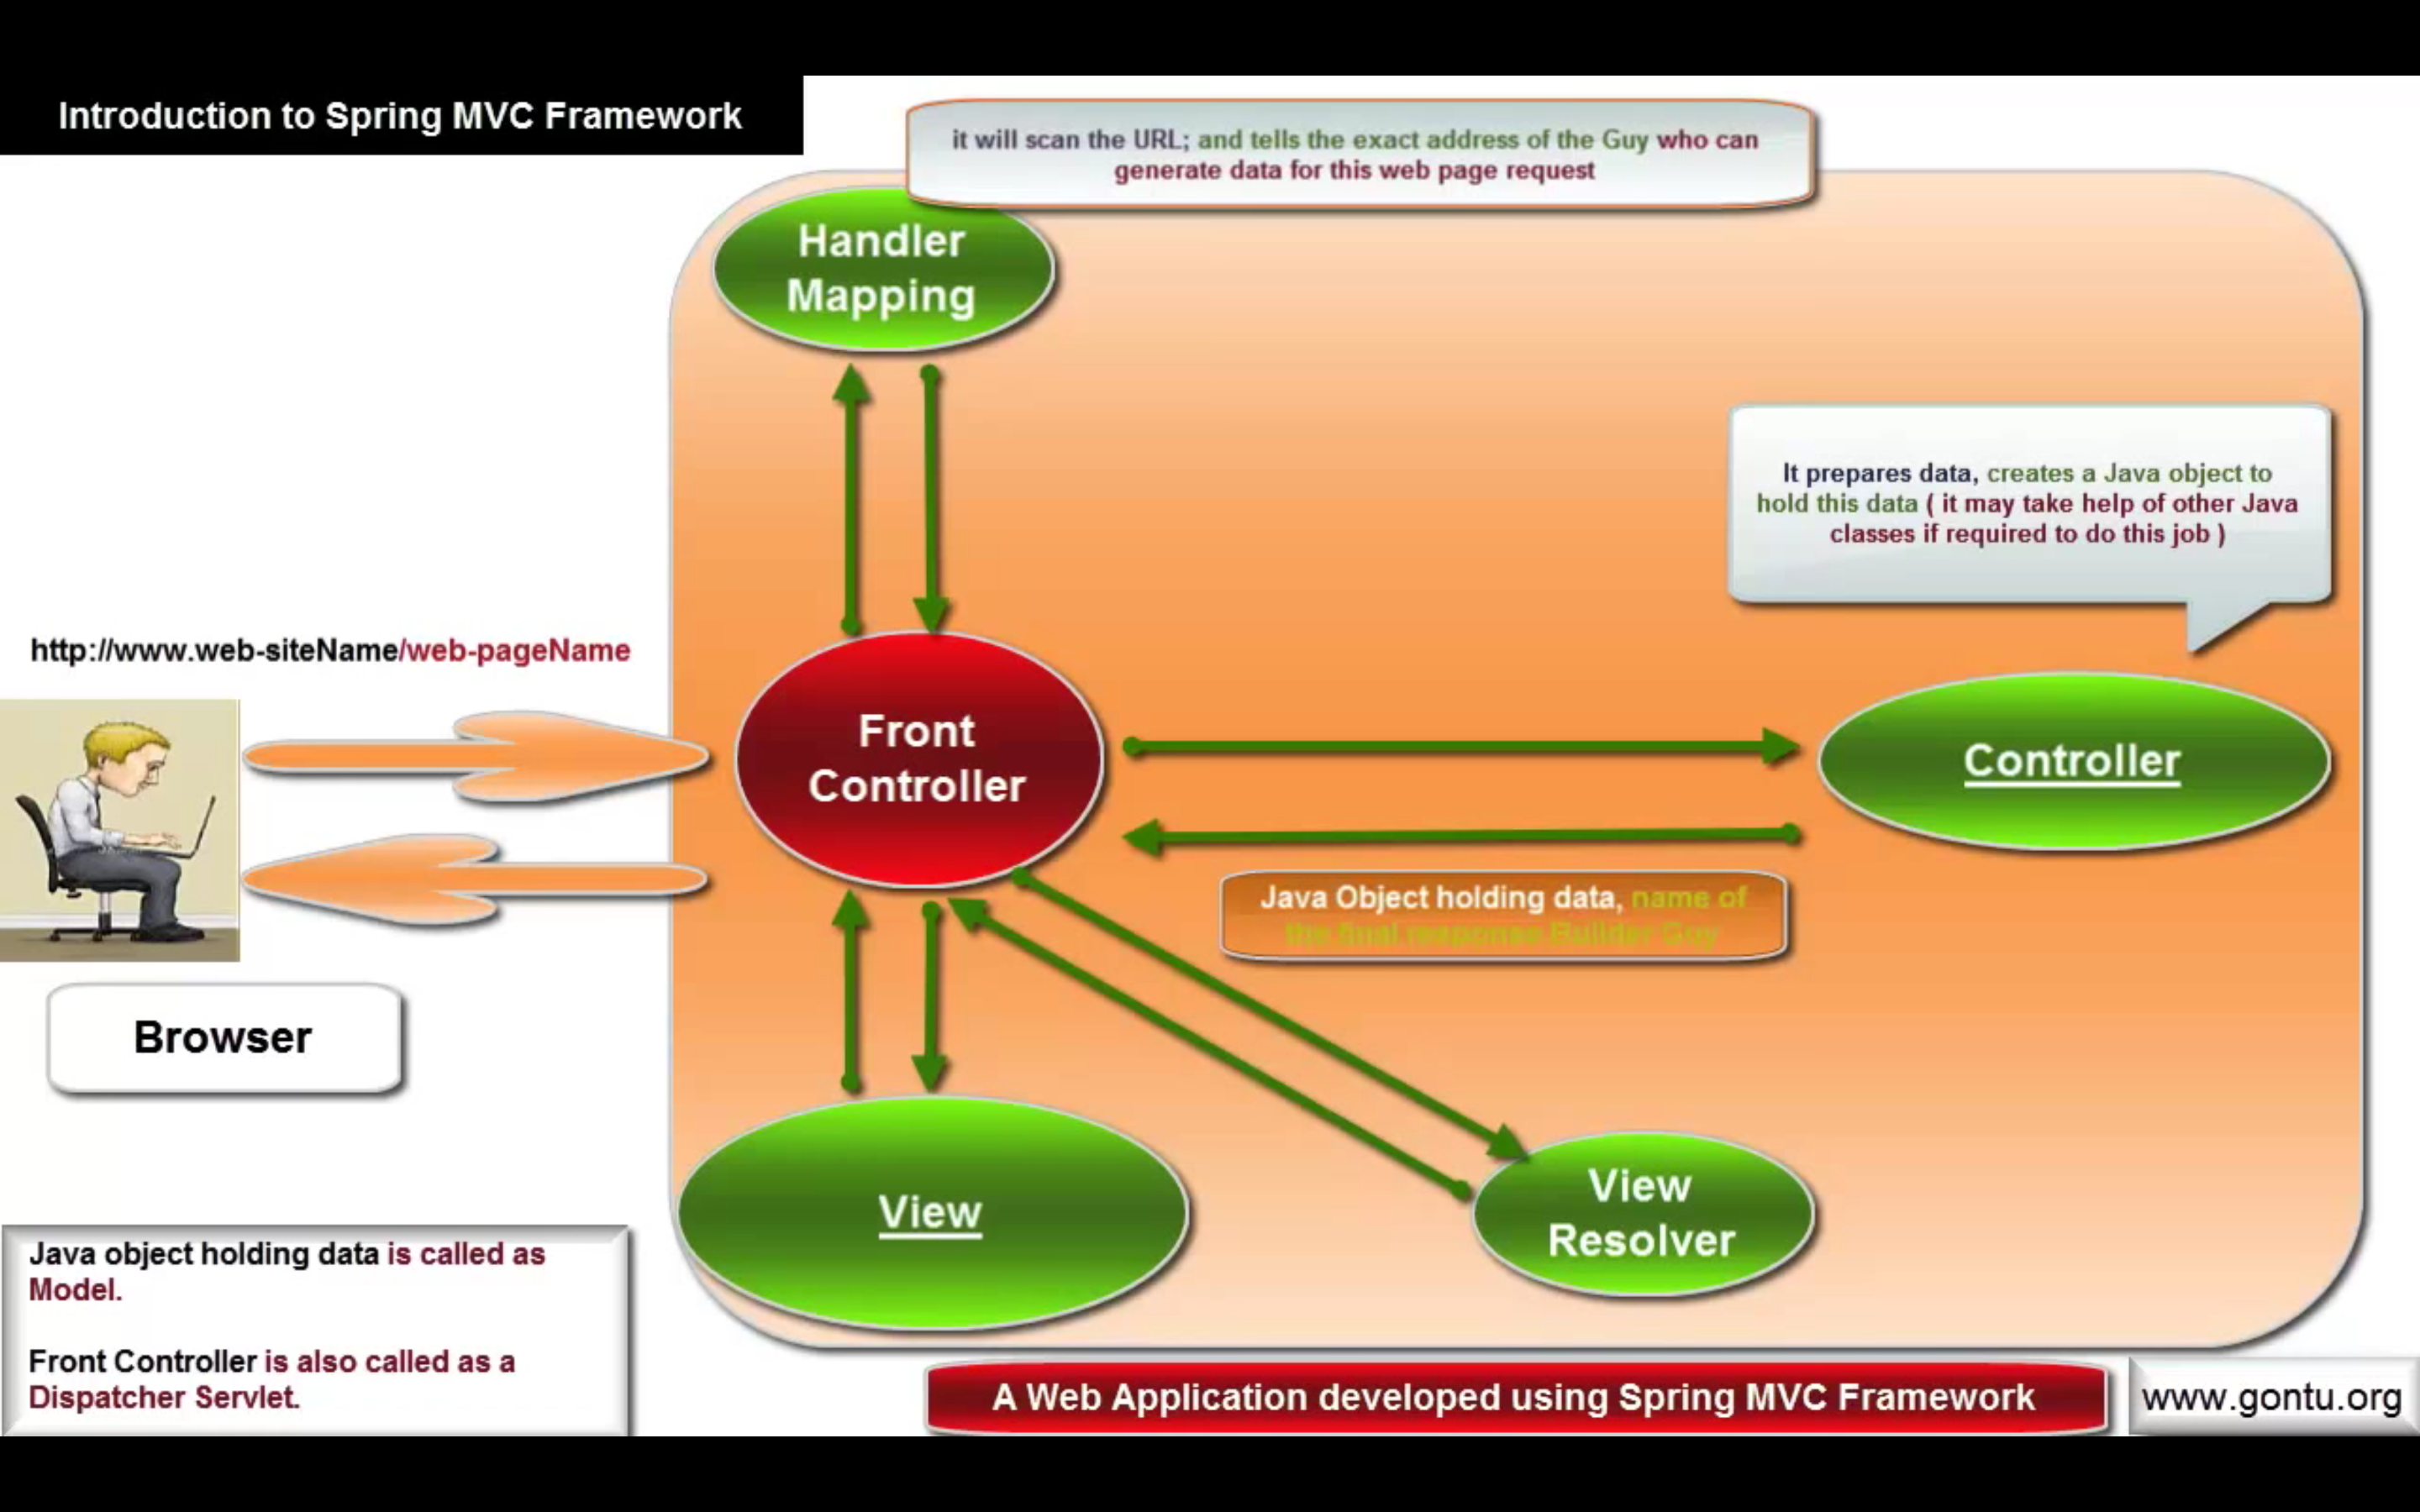 Introduction to Spring MVC Framework
it will scan the URL; and tells the exact address of the Guy who can
generate data for this web page request
Handler
Mapping
It prepares data, creates a Java object to
hold this data ( it may take help of other Java
classes if required to do this job )
http://www.web-siteName/web-pageName
Front
Controller
Controller
Java Object holding data, name of
the final response Builder Guy
Browser
View
View
Resolver
Java object holding data is called as
Model.
Front Controller is also called as a
Dispatcher Servlet.
A Web Application developed using Spring MVC Framework
www.gontu.org